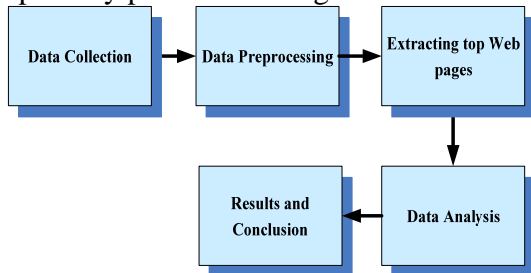 Data Collection
Data Preprocessing
Extracting top Web
pages
Data Analysis
Results and
Conclusion